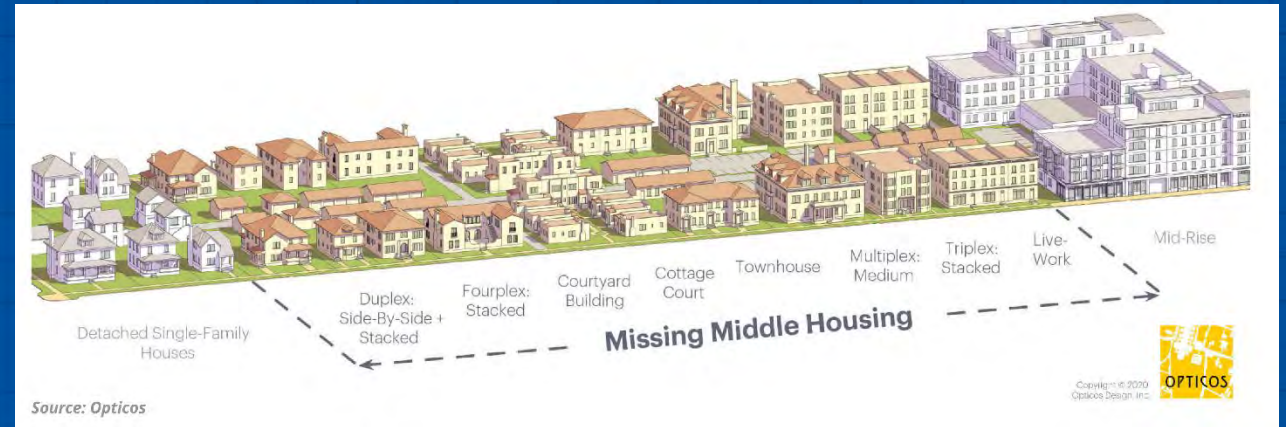 Detached Single-Family
Houses
Duplex:
Side-By-Side +
Stacked
Fourplex:
Stacked
Courtyard
Building
Cottage
Court
Townhouse
Multiplex:
Medium
Triplex:
Stacked
Live-
Work
Mid-Rise
Missing Middle Housing
Source: Opticos
Copyright © 2020
Opticos Design, Inc.
OPTICOS